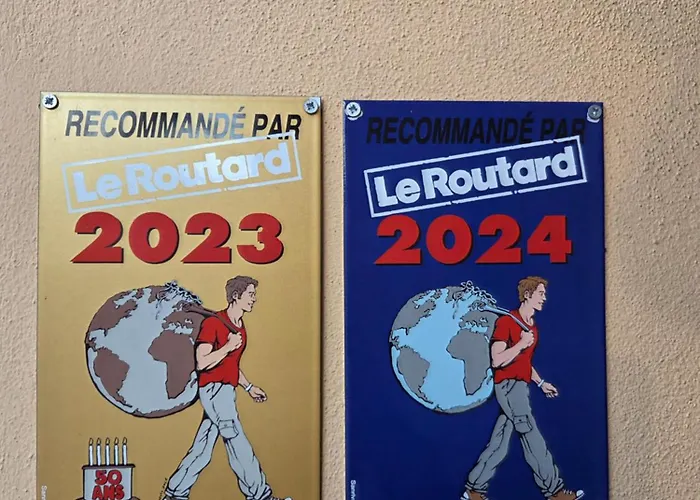 RECOMMANDÉ PAR
Le Routard
2023
50
ANS
RECOMMANDÉ PAR
Le Routard
2024